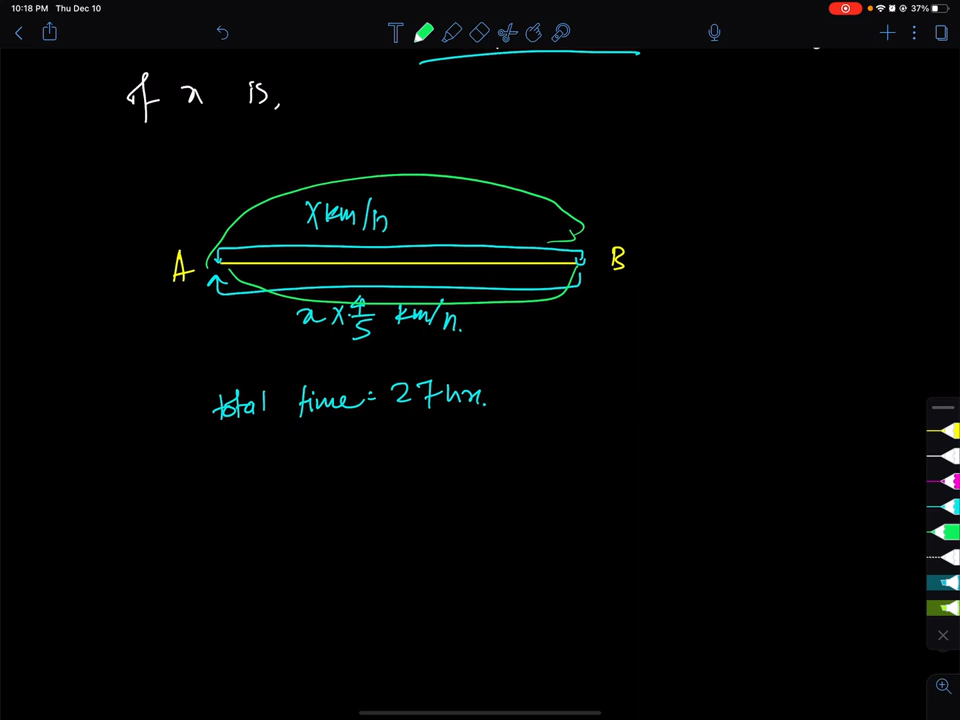 10:18 PM Thu Dec 10
37%
T
If x is,
x km/h
A B
x × 4/5 km/h.
total time = 27 hr.